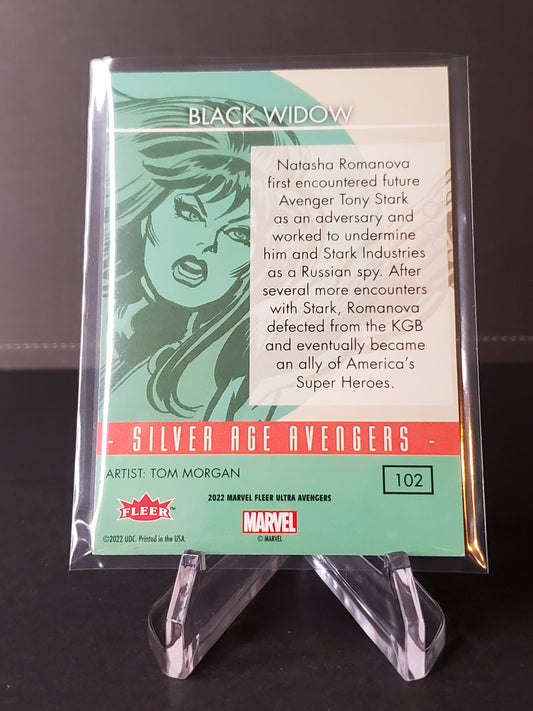 BLACK WIDOW
Natasha Romanova
first encountered future
Avenger Tony Stark
as an adversary and
worked to undermine
him and Stark Industries
as a Russian spy. After
several more encounters
with Stark, Romanova
defected from the KGB
and eventually became
an ally of America's
Super Heroes.
- SILVER AGE AVENGERS -
ARTIST: TOM MORGAN
102
2022 MARVEL FLEER ULTRA AVENGERS
FLEER™
MARVEL
©2022 UDC. Printed in the USA.
© MARVEL